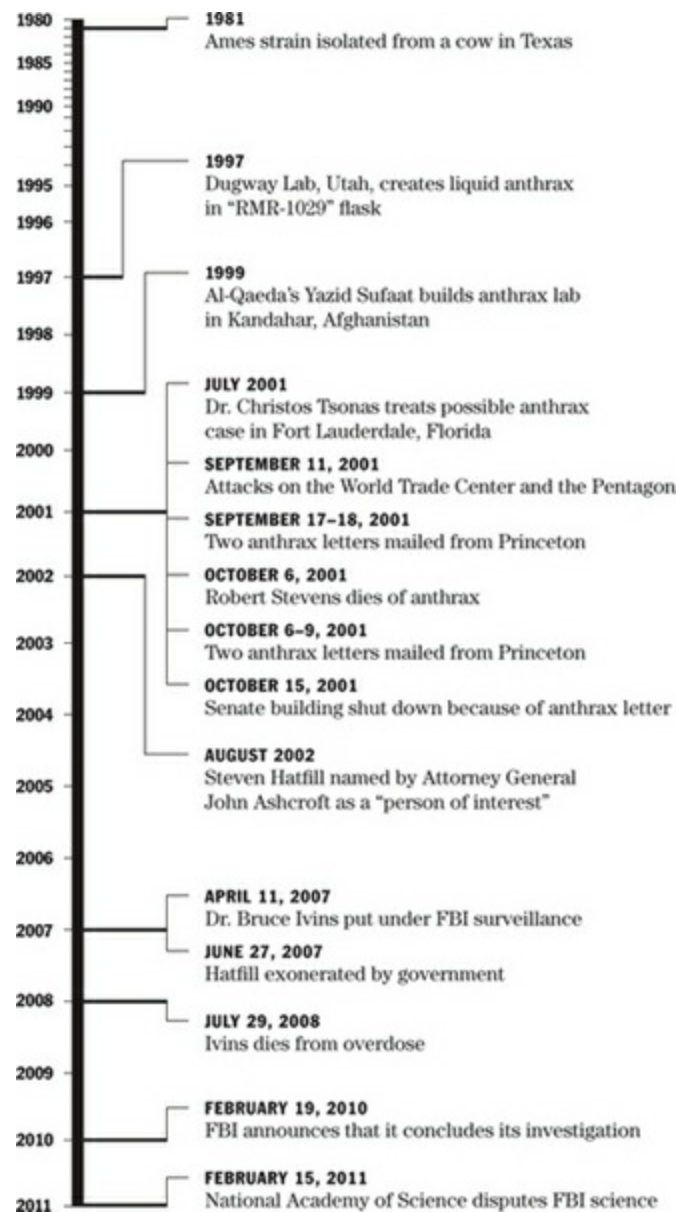 1980
1985
1990
1995
1996
1997
1998
1999
2000
2001
2002
2003
2004
2005
2006
2007
2008
2009
2010
2011
1981
Ames strain isolated from a cow in Texas
1997
Dugway Lab, Utah, creates liquid anthrax
in “RMR-1029” flask
1999
Al-Qaeda’s Yazid Sufaat builds anthrax lab
in Kandahar, Afghanistan
JULY 2001
Dr. Christos Tsonas treats possible anthrax
case in Fort Lauderdale, Florida
SEPTEMBER 11, 2001
Attacks on the World Trade Center and the Pentagon
SEPTEMBER 17–18, 2001
Two anthrax letters mailed from Princeton
OCTOBER 6, 2001
Robert Stevens dies of anthrax
OCTOBER 6–9, 2001
Two anthrax letters mailed from Princeton
OCTOBER 15, 2001
Senate building shut down because of anthrax letter
AUGUST 2002
Steven Hatfill named by Attorney General
John Ashcroft as a “person of interest”
APRIL 11, 2007
Dr. Bruce Ivins put under FBI surveillance
JUNE 27, 2007
Hatfill exonerated by government
JULY 29, 2008
Ivins dies from overdose
FEBRUARY 19, 2010
FBI announces that it concludes its investigation
FEBRUARY 15, 2011
National Academy of Science disputes FBI science